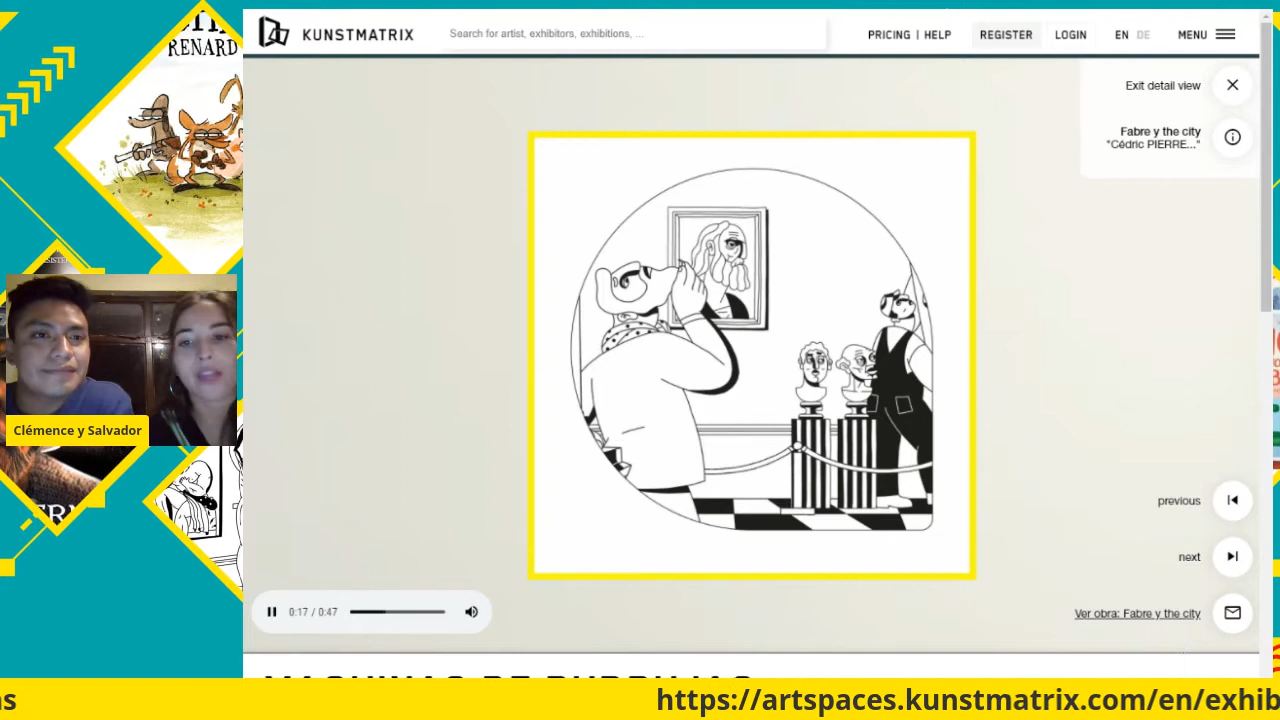 RENARD
KUNSTMATRIX
Search for artist, exhibitors, exhibitions, ...
PRICING | HELP
REGISTER
LOGIN
EN DE
MENU
Exit detail view
Fabre y the city
"Cédric PIERRE..."
Clémence y Salvador
previous
next
0:17 / 0:47
Ver obra: Fabre y the city
https://artspaces.kunstmatrix.com/en/exhib